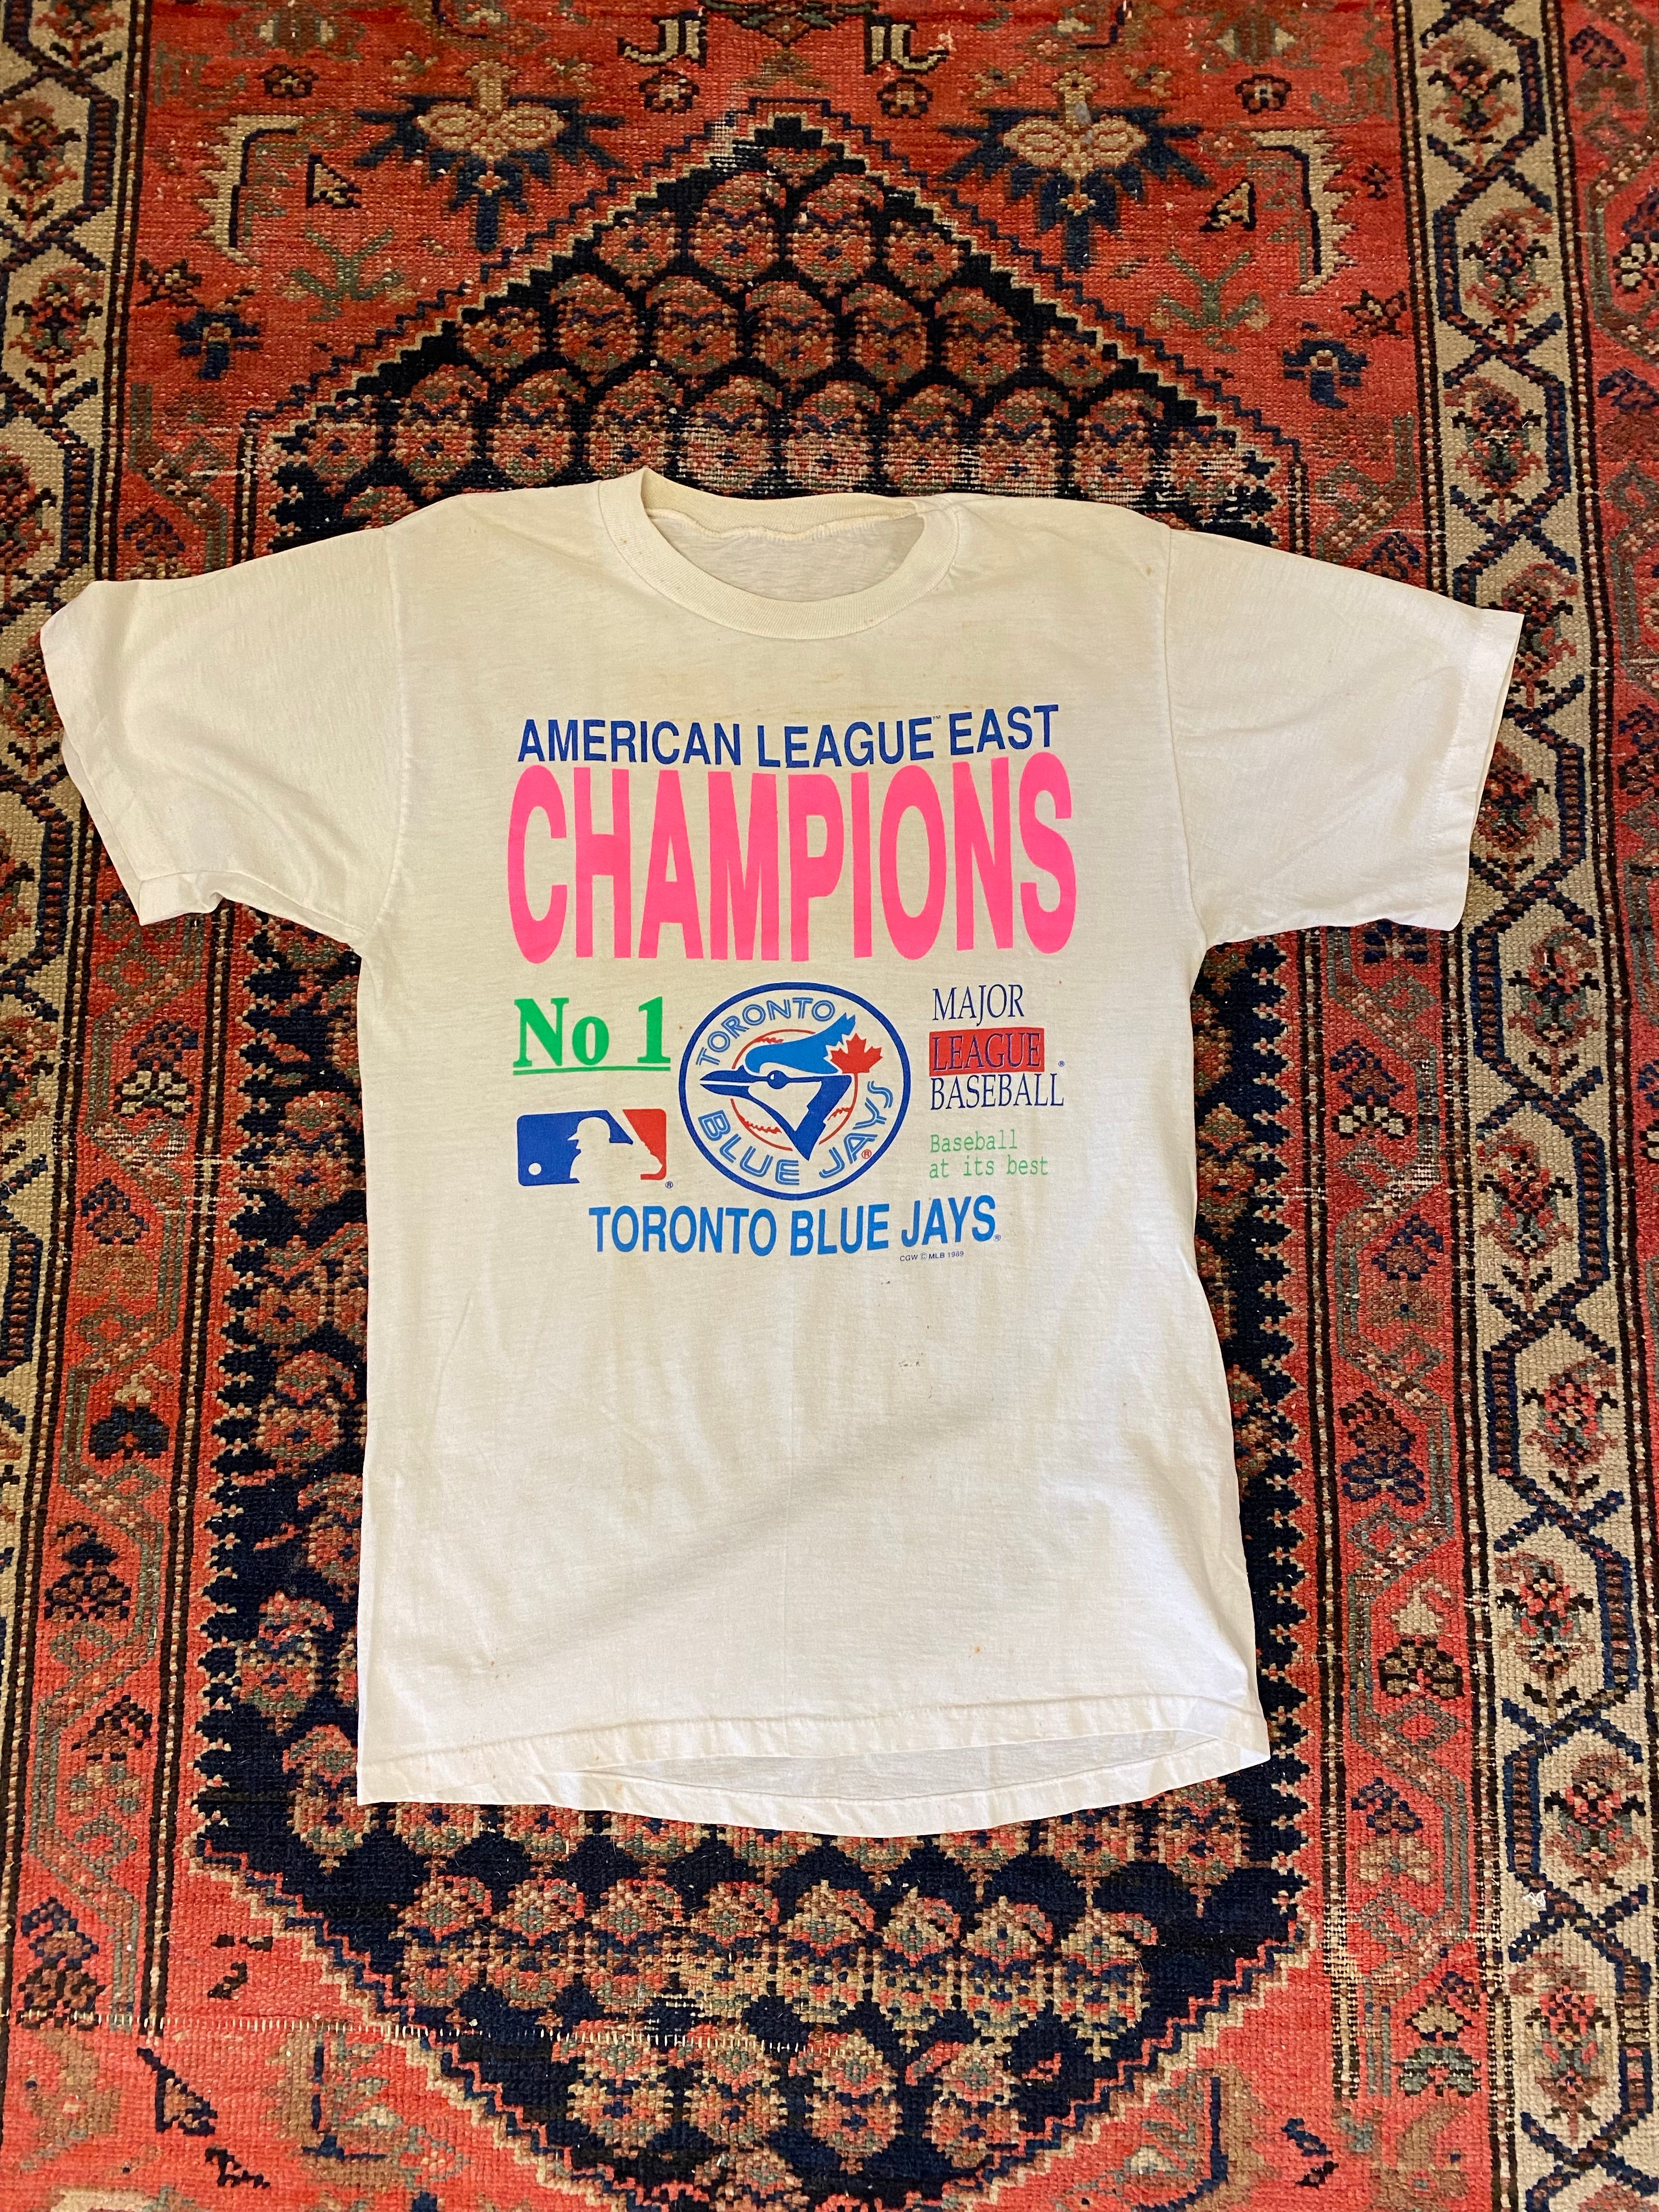 AMERICAN LEAGUE™ EAST
CHAMPIONS
No 1
TORONTO
BLUE JAYS®
MAJOR
LEAGUE
BASEBALL®
Baseball
at its best
®
TORONTO BLUE JAYS®
CGW © MLB 1989